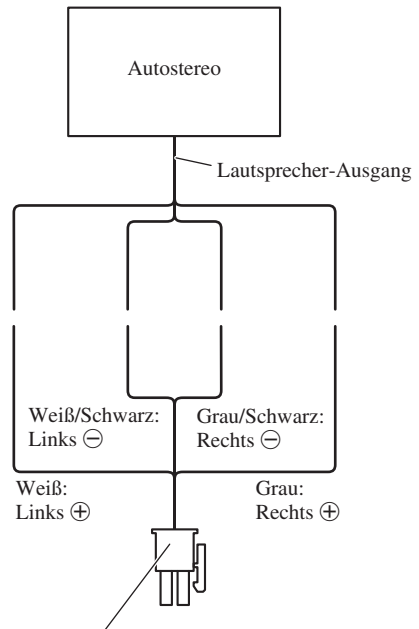 Autostereo
Lautsprecher-Ausgang
Weiß/Schwarz:
Links ⊖
Grau/Schwarz:
Rechts ⊖
Weiß:
Links ⊕
Grau:
Rechts ⊕